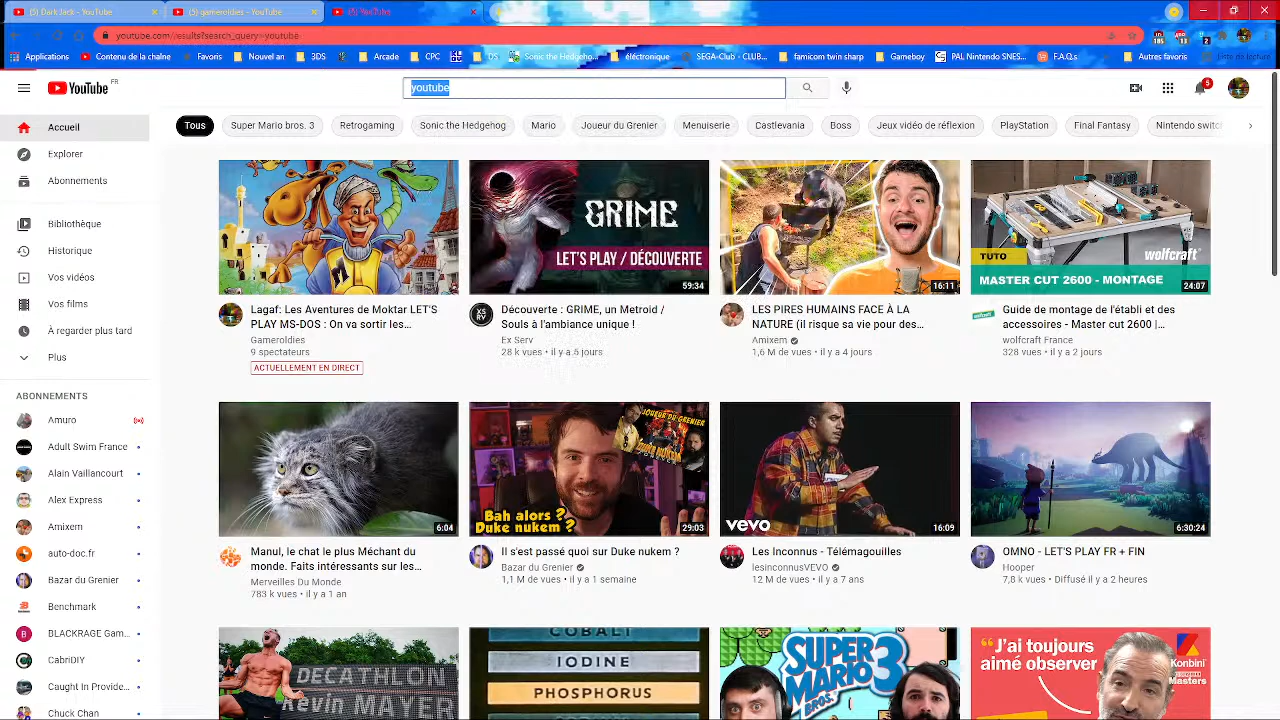 (5) Dark Jack - YouTube
(5) gameroldies - YouTube
(5) YouTube
youtube.com/results?search_query=youtube
Applications
Contenu de la chaîne
Favoris
Nouvel an
3DS
Arcade
CPC
DS
Sonic the Hedgeho...
éléctronique
SEGA-CLUB - CLUB...
famicom twin sharp
Gameboy
PAL Nintendo SNES...
F.A.Q.s
Autres favoris
Liste de lecture
YouTube FR
youtube
5
Tous
Super Mario bros. 3
Retrogaming
Sonic the Hedgehog
Mario
Joueur du Grenier
Menuiserie
Castlevania
Boss
Jeux vidéo de réflexion
PlayStation
Final Fantasy
Nintendo switch
Accueil
Explorer
Abonnements
Bibliothèque
Historique
Vos vidéos
Vos films
À regarder plus tard
Plus
ABONNEMENTS
Amuro
Adult Swim France
Alain Vaillancourt
Alex Express
Amixem
auto-doc.fr
Bazar du Grenier
Benchmark
BLACKRAGE Gam...
CabriDIY
Caught In Provide...
Chuck Chan
Lagaf: Les Aventures de Moktar LET'S
PLAY MS-DOS : On va sortir les...
Gameroldies
9 spectateurs
ACTUELLEMENT EN DIRECT
GRIME
LET'S PLAY / DÉCOUVERTE
59:34
Découverte : GRIME, un Metroid /
Souls à l'ambiance unique !
Ex Serv
28 k vues • il y a 5 jours
16:11
LES PIRES HUMAINS FACE À LA
NATURE (il risque sa vie pour des...
Amixem
1,6 M de vues • il y a 4 jours
TUTO
wolfcraft
MASTER CUT 2600 - MONTAGE
24:07
Guide de montage de l'établi et des
accessoires - Master cut 2600 |...
wolfcraft France
328 vues • il y a 2 jours
6:04
Manul, le chat le plus Méchant du
monde. Faits intéressants sur les...
Merveilles Du Monde
783 k vues • il y a 1 an
JOUEUR DU GRENIER
Bah alors ?
Duke nukem ?
29:03
Il s'est passé quoi sur Duke nukem ?
Bazar du Grenier
1,1 M de vues • il y a 1 semaine
vevo
16:09
Les Inconnus - Télémagouilles
lesinconnusVEVO
12 M de vues • il y a 7 ans
6:30:24
OMNO - LET'S PLAY FR + FIN
Hooper
7,8 k vues • Diffusé il y a 2 heures
DECATHLON
COBALT
IODINE
PHOSPHORUS
SUPER
MARIO
BROS. 3
“J'ai toujours
aimé observer
Konbini
Masters